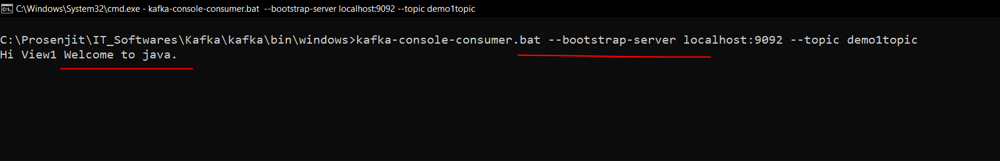 C:\Windows\System32\cmd.exe - kafka-console-consumer.bat  --bootstrap-server localhost:9092 --topic demo1topic
C:\Prosenjit\IT_Softwares\Kafka\kafka\bin\windows>kafka-console-consumer.bat --bootstrap-server localhost:9092 --topic demo1topic
Hi View1 Welcome to java.